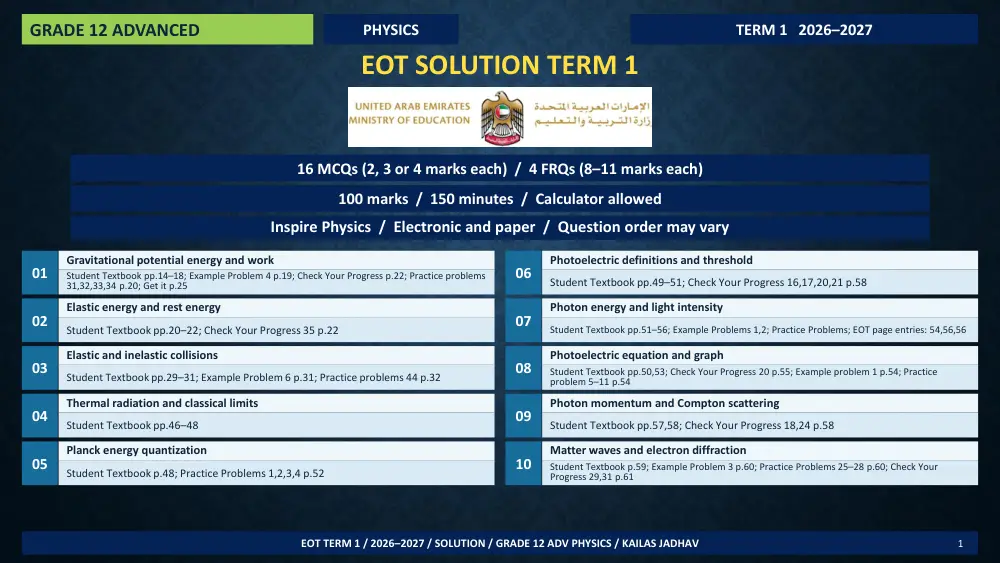 GRADE 12 ADVANCED
PHYSICS
TERM 1 2026–2027
EOT SOLUTION TERM 1
UNITED ARAB EMIRATES
MINISTRY OF EDUCATION
الإمارات العربية المتحدة
وزارة التربية والتعليم
16 MCQs (2, 3 or 4 marks each) / 4 FRQs (8–11 marks each)
100 marks / 150 minutes / Calculator allowed
Inspire Physics / Electronic and paper / Question order may vary
01
Gravitational potential energy and work
Student Textbook pp.14–18; Example Problem 4 p.19; Check Your Progress p.22; Practice problems
31,32,33,34 p.20; Get it p.25
02
Elastic energy and rest energy
Student Textbook pp.20–22; Check Your Progress 35 p.22
03
Elastic and inelastic collisions
Student Textbook pp.29–31; Example Problem 6 p.31; Practice problems 44 p.32
04
Thermal radiation and classical limits
Student Textbook pp.46–48
05
Planck energy quantization
Student Textbook p.48; Practice Problems 1,2,3,4 p.52
06
Photoelectric definitions and threshold
Student Textbook pp.49–51; Check Your Progress 16,17,20,21 p.58
07
Photon energy and light intensity
Student Textbook pp.51–56; Example Problems 1,2; Practice Problems; EOT page entries: 54,56,56
08
Photoelectric equation and graph
Student Textbook pp.50,53; Check Your Progress 20 p.55; Example problem 1 p.54; Practice
problem 5–11 p.54
09
Photon momentum and Compton scattering
Student Textbook pp.57,58; Check Your Progress 18,24 p.58
10
Matter waves and electron diffraction
Student Textbook p.59; Example Problem 3 p.60; Practice Problems 25–28 p.60; Check Your
Progress 29,31 p.61
EOT TERM 1 / 2026–2027 / SOLUTION / GRADE 12 ADV PHYSICS / KAILAS JADHAV
1